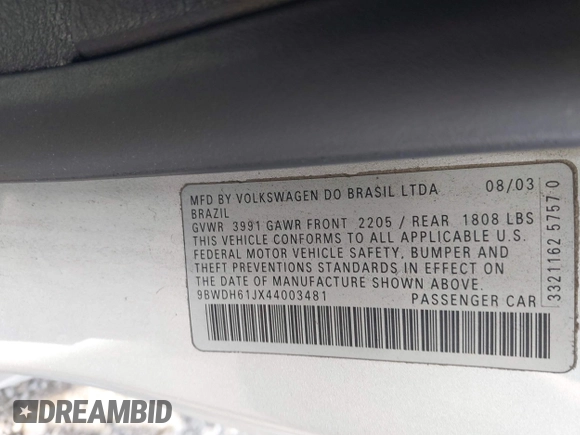 MFD BY VOLKSWAGEN DO BRASIL LTDA 08/03
BRAZIL
GVWR 3991 GAWR FRONT 2205 / REAR 1808 LBS
THIS VEHICLE CONFORMS TO ALL APPLICABLE U.S.
FEDERAL MOTOR VEHICLE SAFETY, BUMPER AND
THEFT PREVENTIONS STANDARDS IN EFFECT ON
THE DATE OF MANUFACTURE SHOWN ABOVE.
9BWDH61JX44003481 PASSENGER CAR
3321162 5757 0
DREAMBID